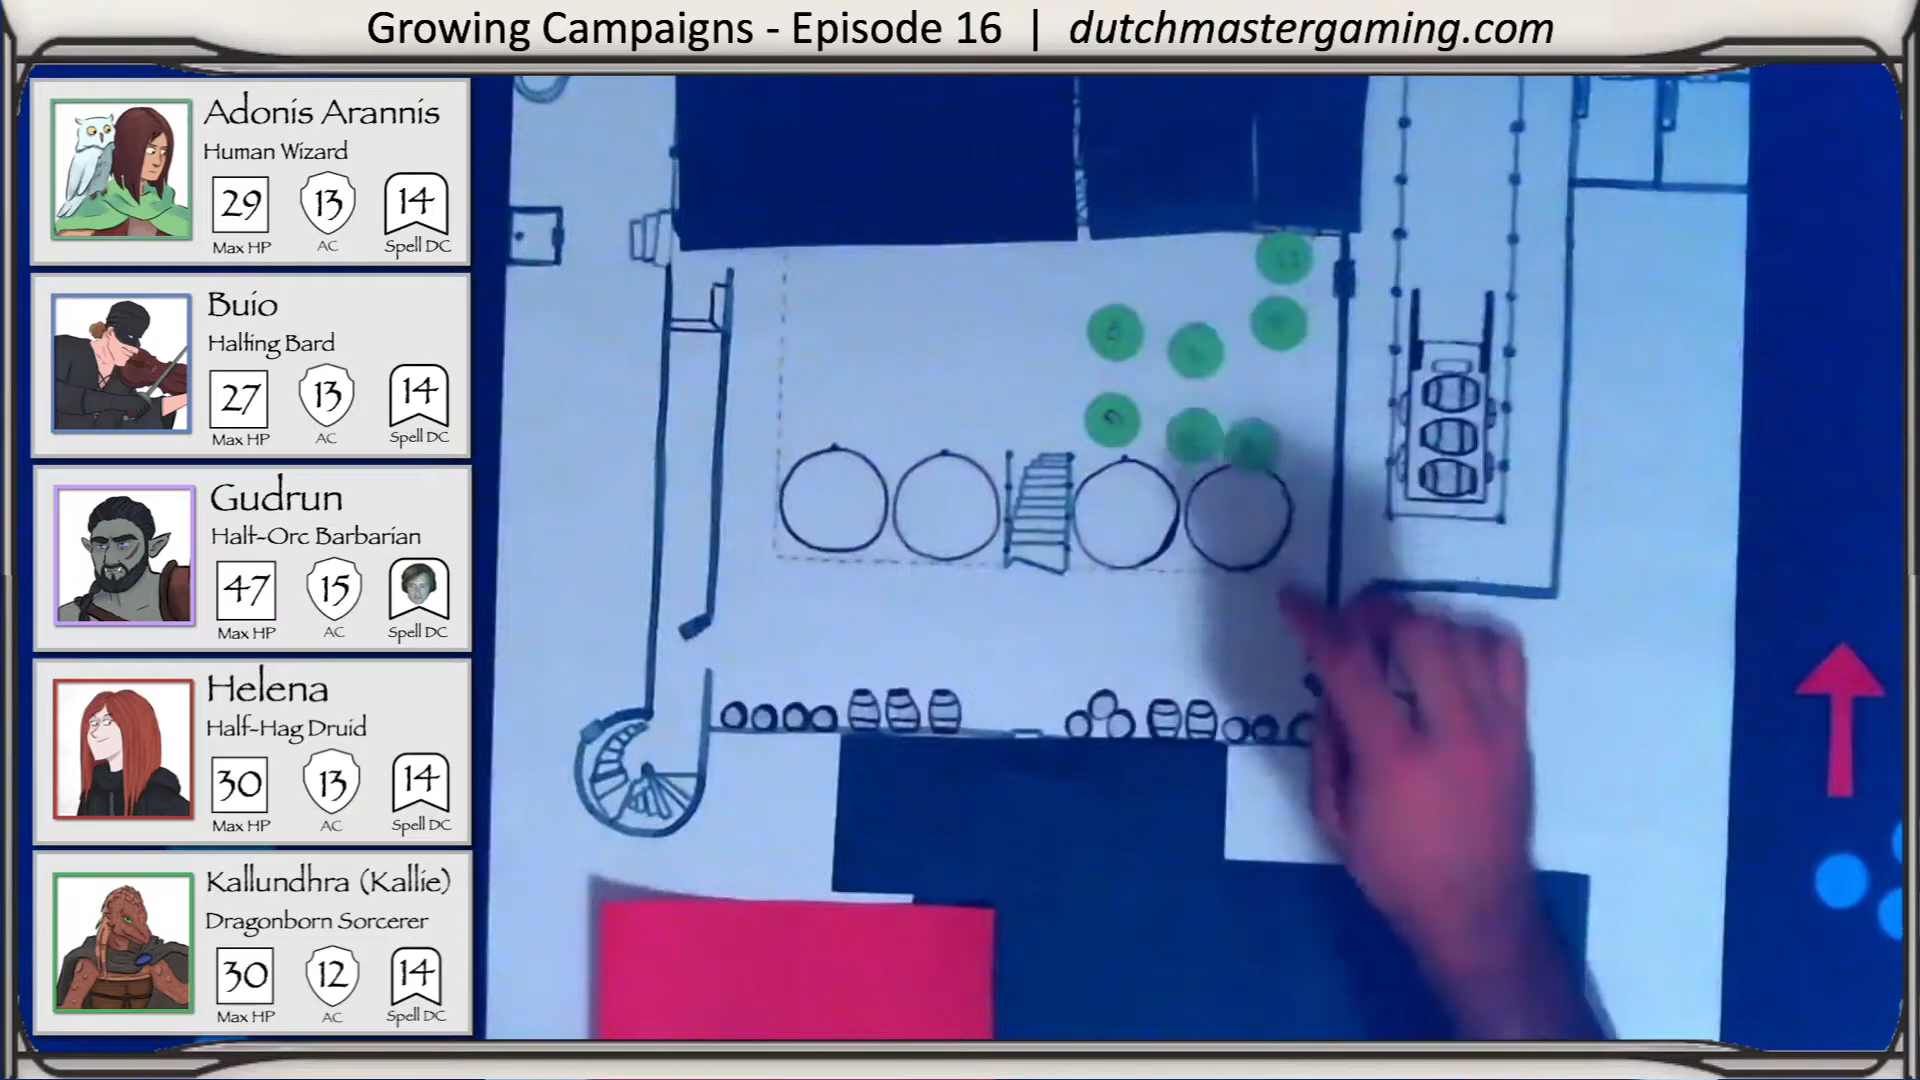 Growing Campaigns - Episode 16 | dutchmastergaming.com
Adonis Arannis
Human Wizard
29 13 14
Max HP AC Spell DC
Buio
Halfing Bard
27 13 14
Max HP AC Spell DC
Gudrun
Half-Orc Barbarian
47 15
Max HP AC Spell DC
Helena
Half-Hag Druid
30 13 14
Max HP AC Spell DC
Kallundhra (Kallie)
Dragonborn Sorcerer
30 12 14
Max HP AC Spell DC